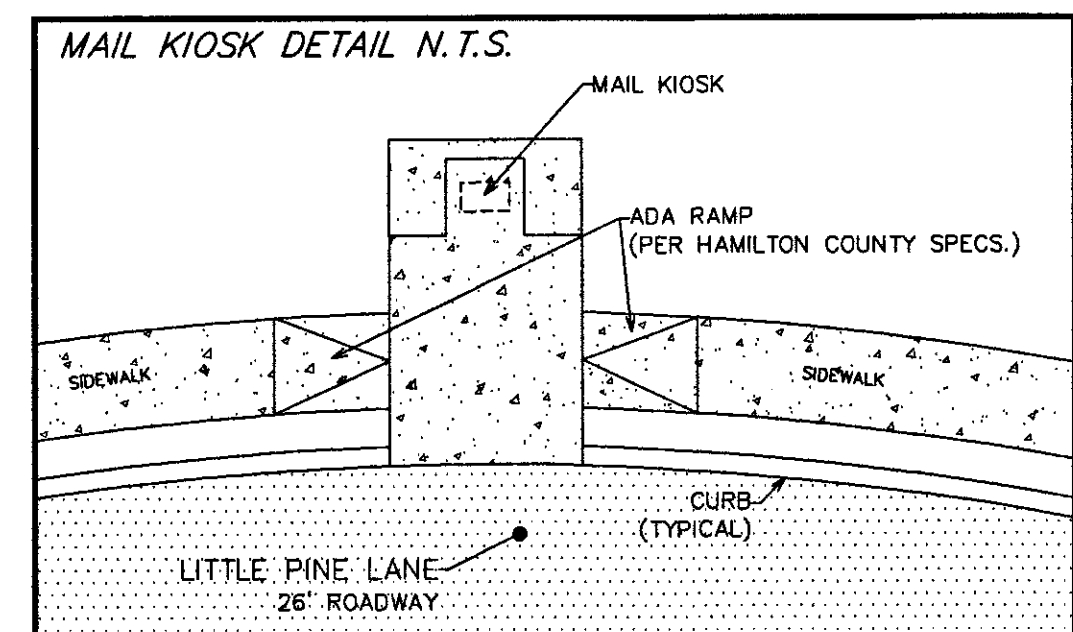 MAIL KIOSK DETAIL N.T.S.
MAIL KIOSK
ADA RAMP
(PER HAMILTON COUNTY SPECS.)
SIDEWALK
SIDEWALK
CURB
(TYPICAL)
LITTLE PINE LANE
26' ROADWAY